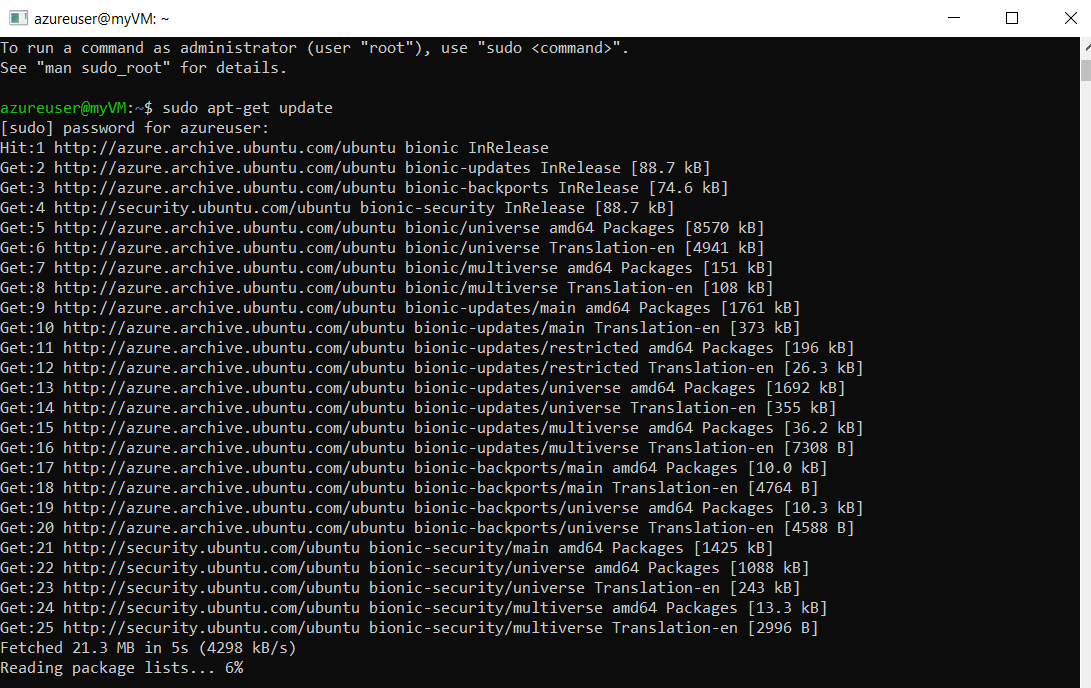 azureuser@myVM: ~
To run a command as administrator (user "root"), use "sudo <command>".
See "man sudo_root" for details.
azureuser@myVM:~$ sudo apt-get update
[sudo] password for azureuser:
Hit:1 http://azure.archive.ubuntu.com/ubuntu bionic InRelease
Get:2 http://azure.archive.ubuntu.com/ubuntu bionic-updates InRelease [88.7 kB]
Get:3 http://azure.archive.ubuntu.com/ubuntu bionic-backports InRelease [74.6 kB]
Get:4 http://security.ubuntu.com/ubuntu bionic-security InRelease [88.7 kB]
Get:5 http://azure.archive.ubuntu.com/ubuntu bionic/universe amd64 Packages [8570 kB]
Get:6 http://azure.archive.ubuntu.com/ubuntu bionic/universe Translation-en [4941 kB]
Get:7 http://azure.archive.ubuntu.com/ubuntu bionic/multiverse amd64 Packages [151 kB]
Get:8 http://azure.archive.ubuntu.com/ubuntu bionic/multiverse Translation-en [108 kB]
Get:9 http://azure.archive.ubuntu.com/ubuntu bionic-updates/main amd64 Packages [1761 kB]
Get:10 http://azure.archive.ubuntu.com/ubuntu bionic-updates/main Translation-en [373 kB]
Get:11 http://azure.archive.ubuntu.com/ubuntu bionic-updates/restricted amd64 Packages [196 kB]
Get:12 http://azure.archive.ubuntu.com/ubuntu bionic-updates/restricted Translation-en [26.3 kB]
Get:13 http://azure.archive.ubuntu.com/ubuntu bionic-updates/universe amd64 Packages [1692 kB]
Get:14 http://azure.archive.ubuntu.com/ubuntu bionic-updates/universe Translation-en [355 kB]
Get:15 http://azure.archive.ubuntu.com/ubuntu bionic-updates/multiverse amd64 Packages [36.2 kB]
Get:16 http://azure.archive.ubuntu.com/ubuntu bionic-updates/multiverse Translation-en [7308 B]
Get:17 http://azure.archive.ubuntu.com/ubuntu bionic-backports/main amd64 Packages [10.0 kB]
Get:18 http://azure.archive.ubuntu.com/ubuntu bionic-backports/main Translation-en [4764 B]
Get:19 http://azure.archive.ubuntu.com/ubuntu bionic-backports/universe amd64 Packages [10.3 kB]
Get:20 http://azure.archive.ubuntu.com/ubuntu bionic-backports/universe Translation-en [4588 B]
Get:21 http://security.ubuntu.com/ubuntu bionic-security/main amd64 Packages [1425 kB]
Get:22 http://security.ubuntu.com/ubuntu bionic-security/universe amd64 Packages [1088 kB]
Get:23 http://security.ubuntu.com/ubuntu bionic-security/universe Translation-en [243 kB]
Get:24 http://security.ubuntu.com/ubuntu bionic-security/multiverse amd64 Packages [13.3 kB]
Get:25 http://security.ubuntu.com/ubuntu bionic-security/multiverse Translation-en [2996 B]
Fetched 21.3 MB in 5s (4298 kB/s)
Reading package lists... 6%